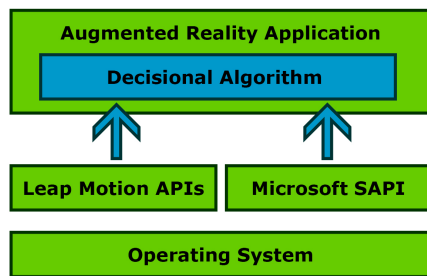 Augmented Reality Application
Decisional Algorithm
Leap Motion APIs
Microsoft SAPI
Operating System